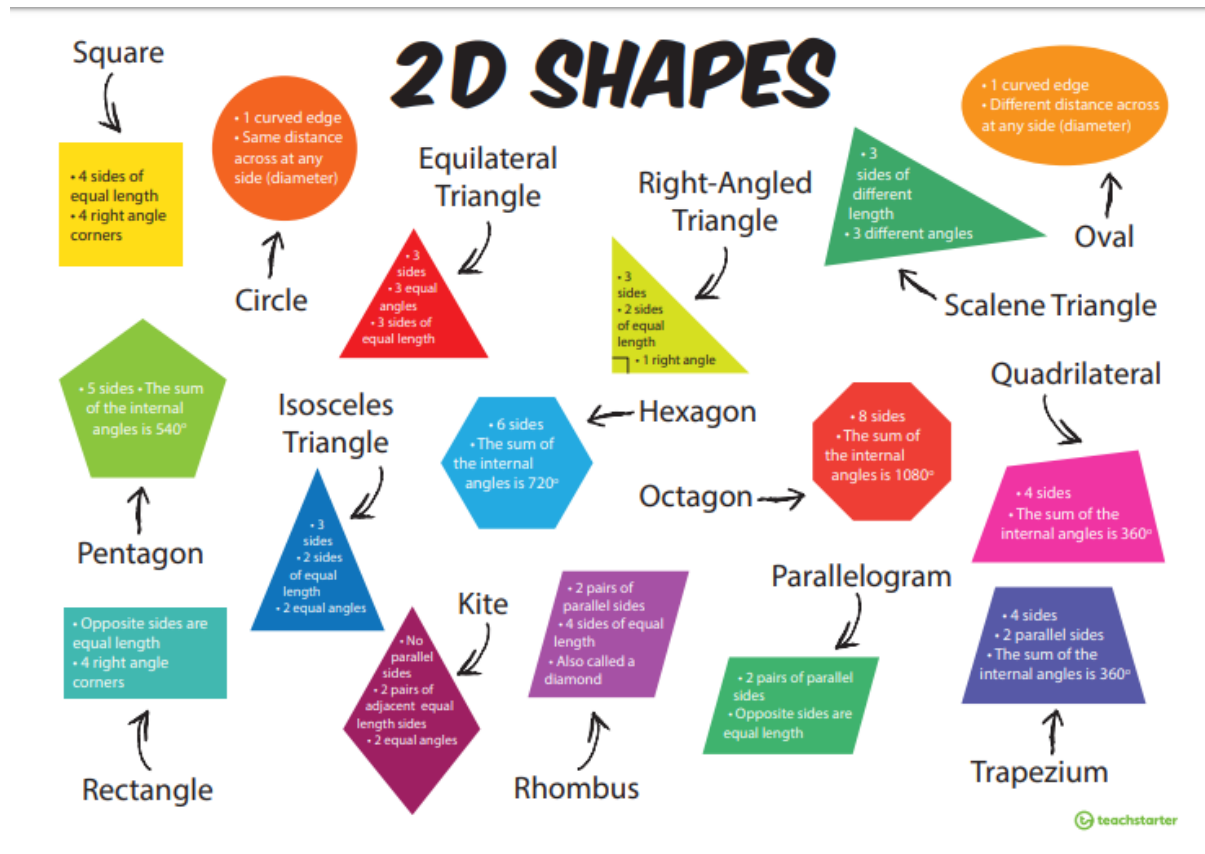 2D SHAPES
Square
• 4 sides of
equal length
• 4 right angle
corners
• 1 curved edge
• Same distance
across at any
side (diameter)
Circle
Equilateral
Triangle
• 3
sides
• 3 equal
angles
• 3 sides of
equal length
Right-Angled
Triangle
• 3
sides
• 2 sides
of equal
length
• 1 right angle
• 3
sides of
different
length
• 3 different angles
Scalene Triangle
• 1 curved edge
• Different distance across
at any side (diameter)
Oval
• 5 sides • The sum
of the internal
angles is 540°
Pentagon
Isosceles
Triangle
• 3
sides
• 2 sides
of equal
length
• 2 equal angles
• 6 sides
• The sum of
the internal
angles is 720°
Hexagon
Octagon
• 8 sides
• The sum of
the internal
angles is 1080°
Quadrilateral
• 4 sides
• The sum of the
internal angles is 360°
• Opposite sides are
equal length
• 4 right angle
corners
Rectangle
Kite
• No
parallel
sides
• 2 pairs of
adjacent equal
length sides
• 2 equal angles
• 2 pairs of
parallel sides
• 4 sides of equal
length
• Also called a
diamond
Rhombus
Parallelogram
• 2 pairs of parallel
sides
• Opposite sides are
equal length
• 4 sides
• 2 parallel sides
• The sum of the
internal angles is 360°
Trapezium
teachstarter